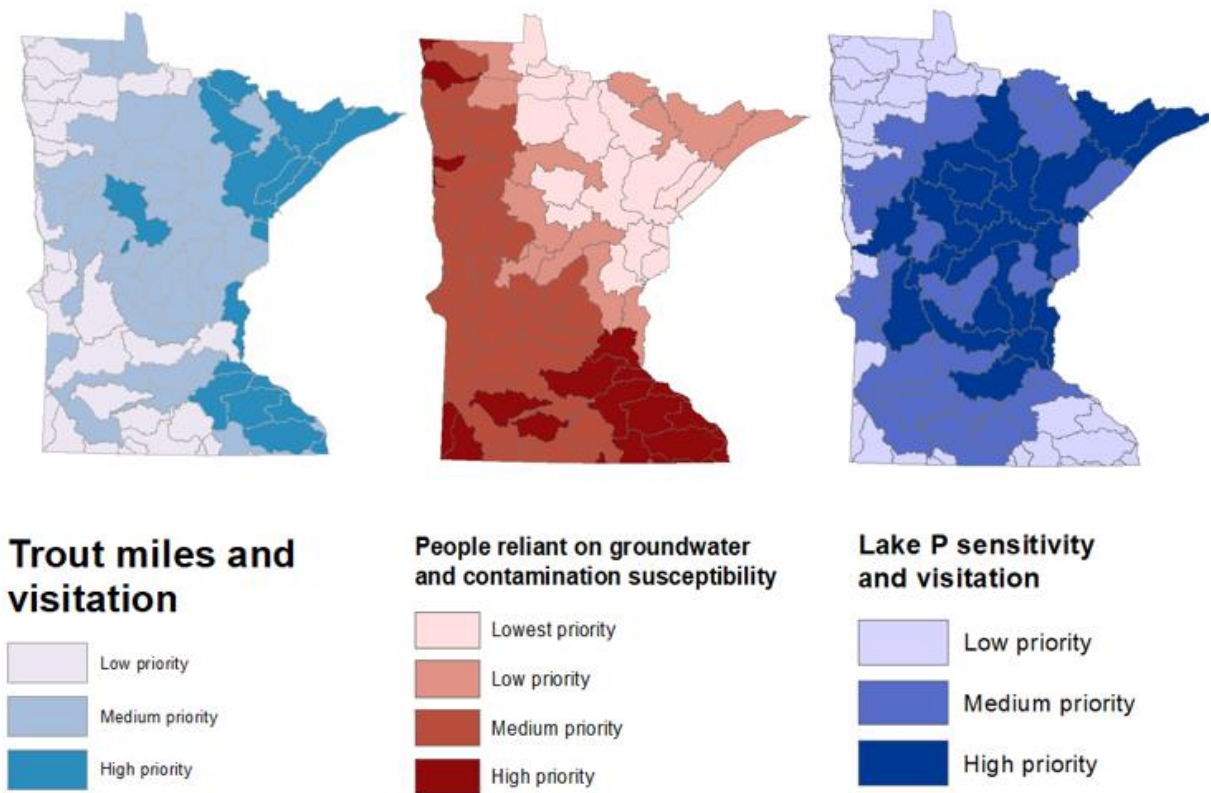 Trout miles and
visitation
Low priority
Medium priority
High priority
People reliant on groundwater
and contamination susceptibility
Lowest priority
Low priority
Medium priority
High priority
Lake P sensitivity
and visitation
Low priority
Medium priority
High priority